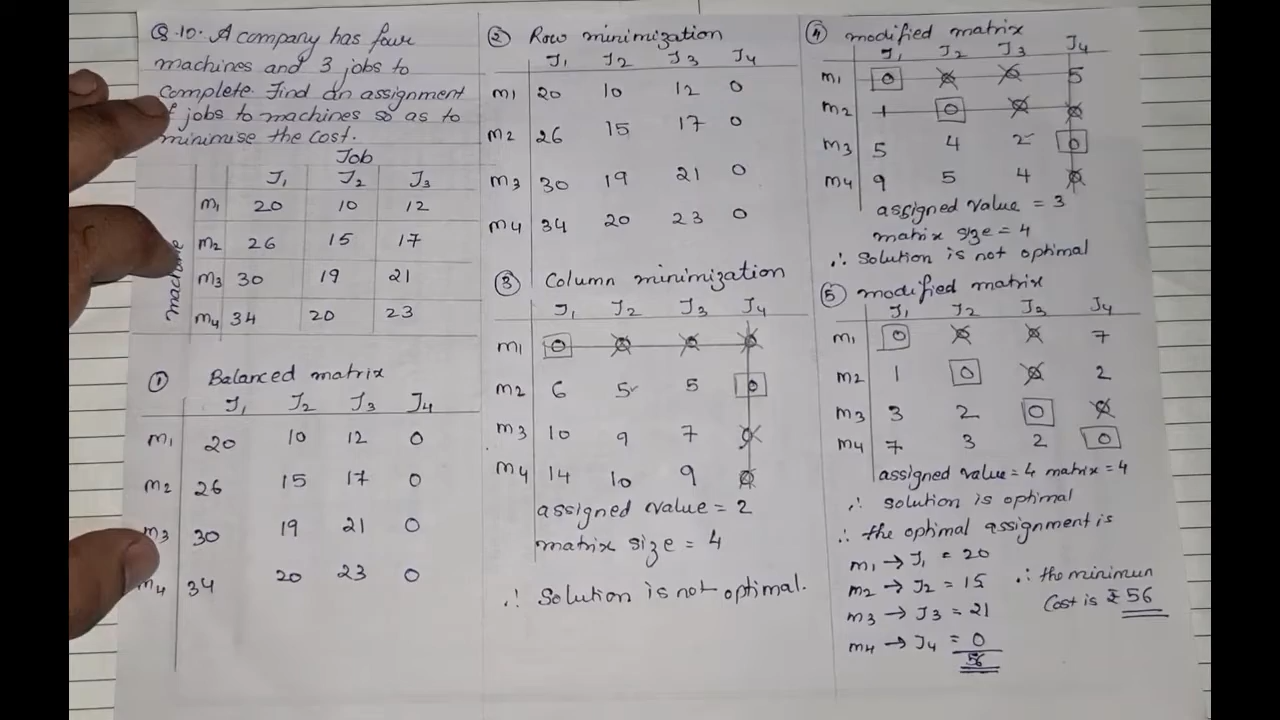 Q.10. A company has four
machines and 3 jobs to
complete. Find an assignment
of jobs to machines so as to
minimise the cost.
Job
J1 J2 J3
machine
m1 20 10 12
m2 26 15 17
m3 30 19 21
m4 34 20 23
① Balanced matrix
J1 J2 J3 J4
m1 20 10 12 0
m2 26 15 17 0
m3 30 19 21 0
m4 34 20 23 0
② Row minimization
J1 J2 J3 J4
m1 20 10 12 0
m2 26 15 17 0
m3 30 19 21 0
m4 34 20 23 0
③ Column minimization
J1 J2 J3 J4
m1 0 0 0 0
m2 6 5 5 0
m3 10 9 7 0
m4 14 10 9 0
assigned value = 2
matrix size = 4
∴ Solution is not optimal.
④ modified matrix
J1 J2 J3 J4
m1 0 0 0 5
m2 1 0 0 0
m3 5 4 2 0
m4 9 5 4 0
assigned value = 3
matrix size = 4
∴ solution is not optimal
⑤ modified matrix
J1 J2 J3 J4
m1 0 0 0 7
m2 1 0 0 2
m3 3 2 0 0
m4 7 3 2 0
assigned value = 4 matrix = 4
∴ solution is optimal
∴ the optimal assignment is
m1 → J1 = 20
m2 → J2 = 15
m3 → J3 = 21
m4 → J4 = 0
56
∴ the minimum
Cost is ₹ 56